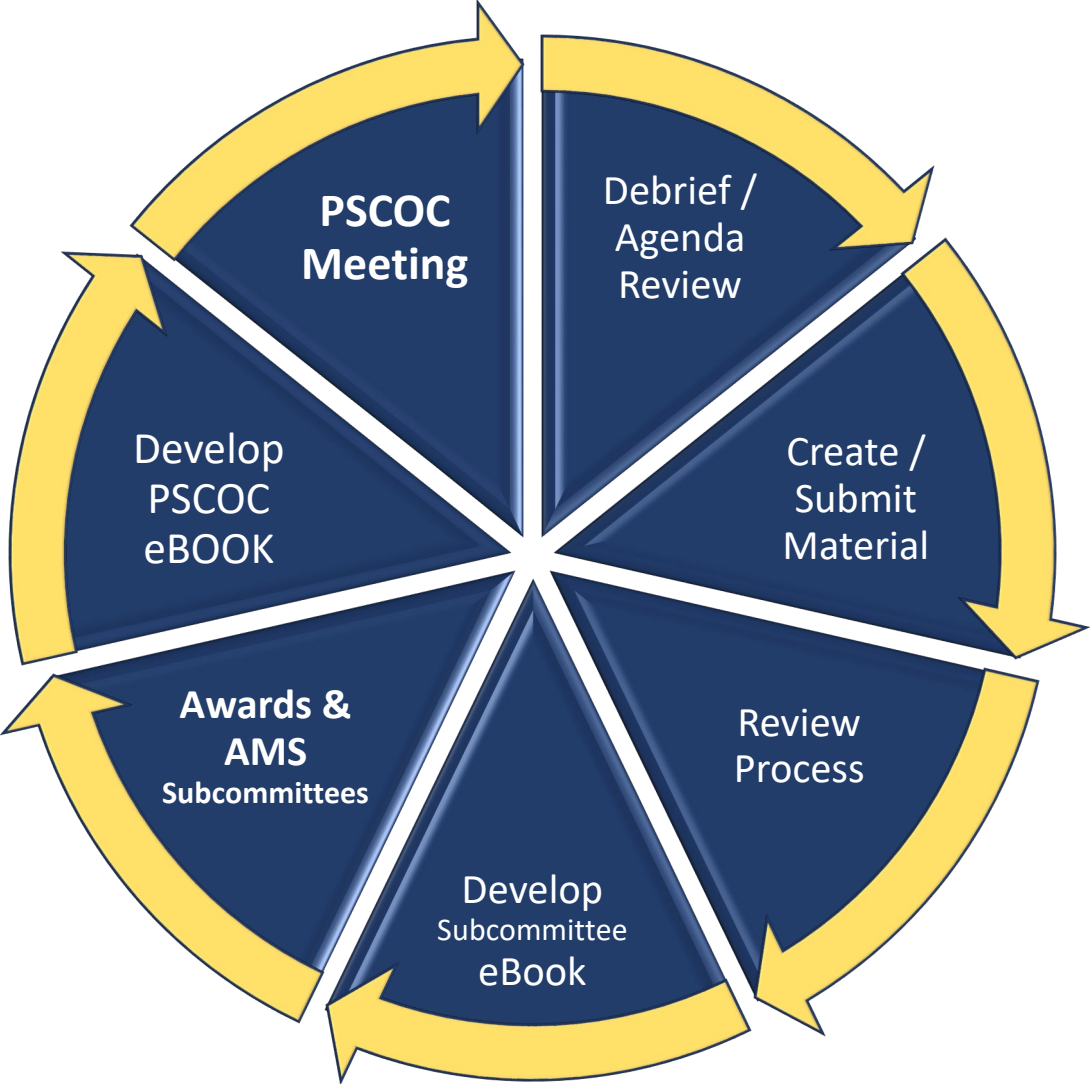 PSCOC
Meeting
Debrief /
Agenda
Review
Create /
Submit
Material
Review
Process
Develop
Subcommittee
eBook
Awards &
AMS
Subcommittees
Develop
PSCOC
eBOOK